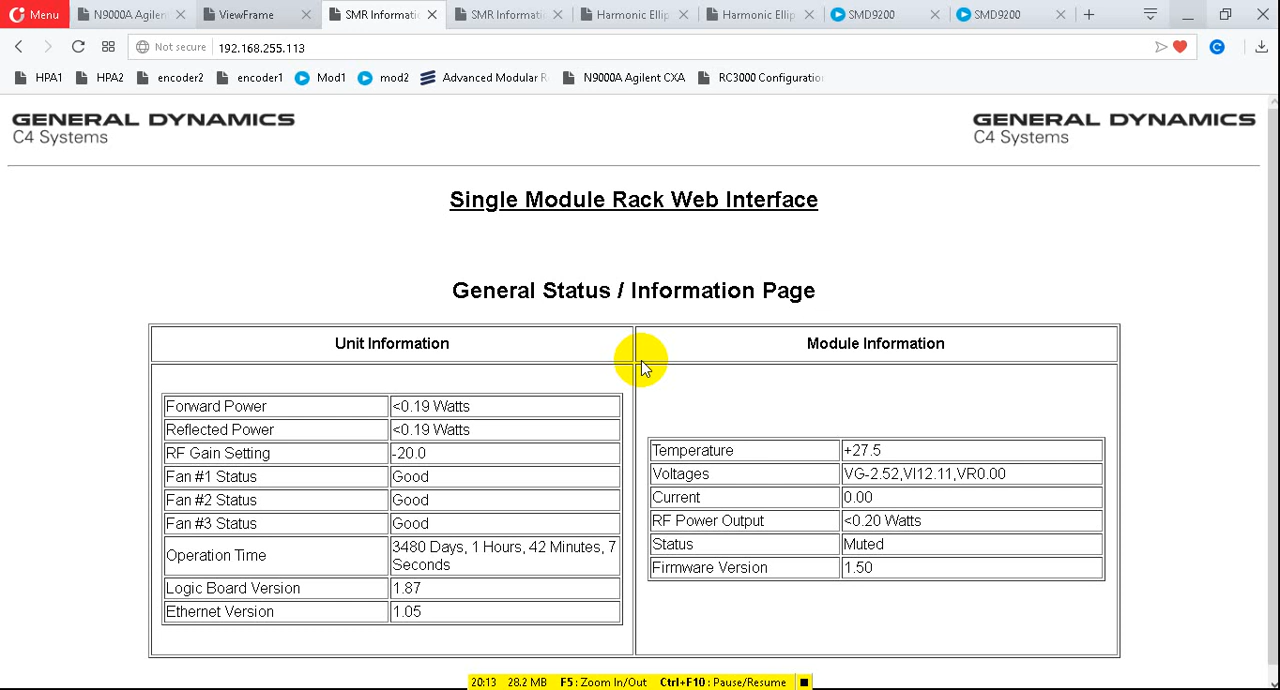 Menu
N9000A Agilen
ViewFrame
SMR Informati
SMR Informati
Harmonic Ellip
Harmonic Ellip
SMD9200
SMD9200
Not secure
192.168.255.113
HPA1
HPA2
encoder2
encoder1
Mod1
mod2
Advanced Modular R
N9000A Agilent CXA
RC3000 Configuratio
GENERAL DYNAMICS
C4 Systems
GENERAL DYNAMICS
C4 Systems
Single Module Rack Web Interface
General Status / Information Page
Unit Information
Forward Power <0.19 Watts
Reflected Power <0.19 Watts
RF Gain Setting -20.0
Fan #1 Status Good
Fan #2 Status Good
Fan #3 Status Good
Operation Time 3480 Days, 1 Hours, 42 Minutes, 7
Seconds
Logic Board Version 1.87
Ethernet Version 1.05
Module Information
Temperature +27.5
Voltages VG-2.52,VI12.11,VR0.00
Current 0.00
RF Power Output <0.20 Watts
Status Muted
Firmware Version 1.50
20:13 28.2 MB F5 : Zoom In/Out Ctrl+F10 : Pause/Resume